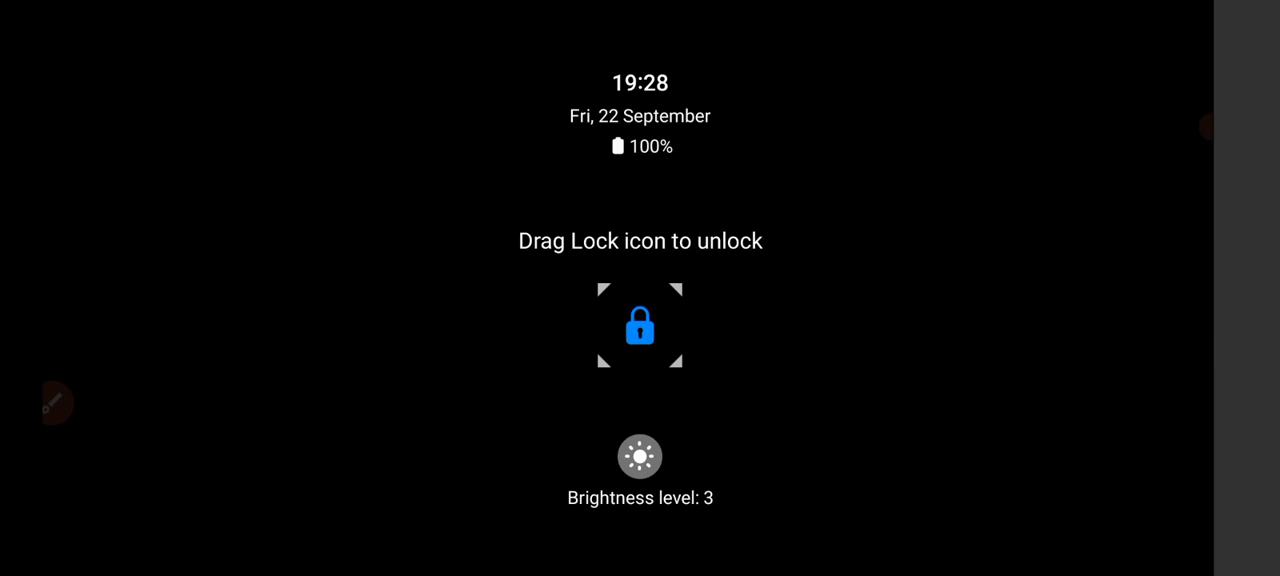 19:28
Fri, 22 September
100%
Drag Lock icon to unlock
Brightness level: 3